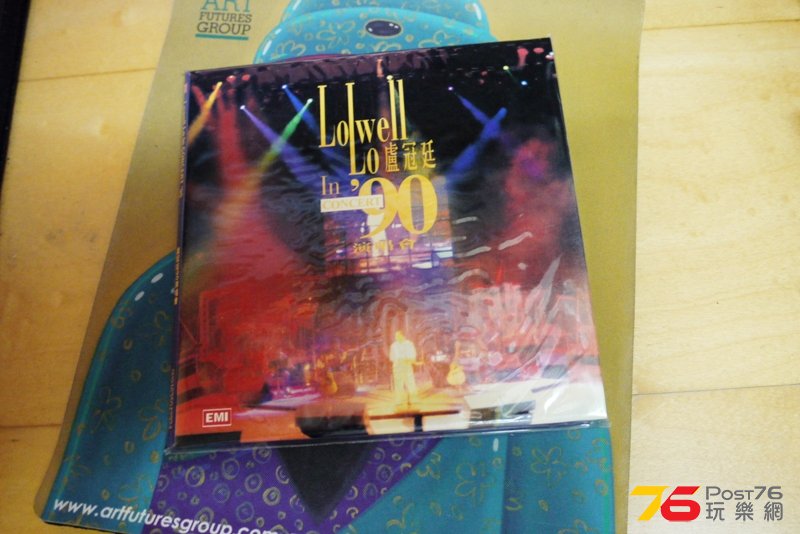 ART
FUTURES
GROUP
Lowell
Lo 盧冠廷
In '90
CONCERT
演唱會
EMI
www.artfuturesgroup.com
76 Post76
玩樂網